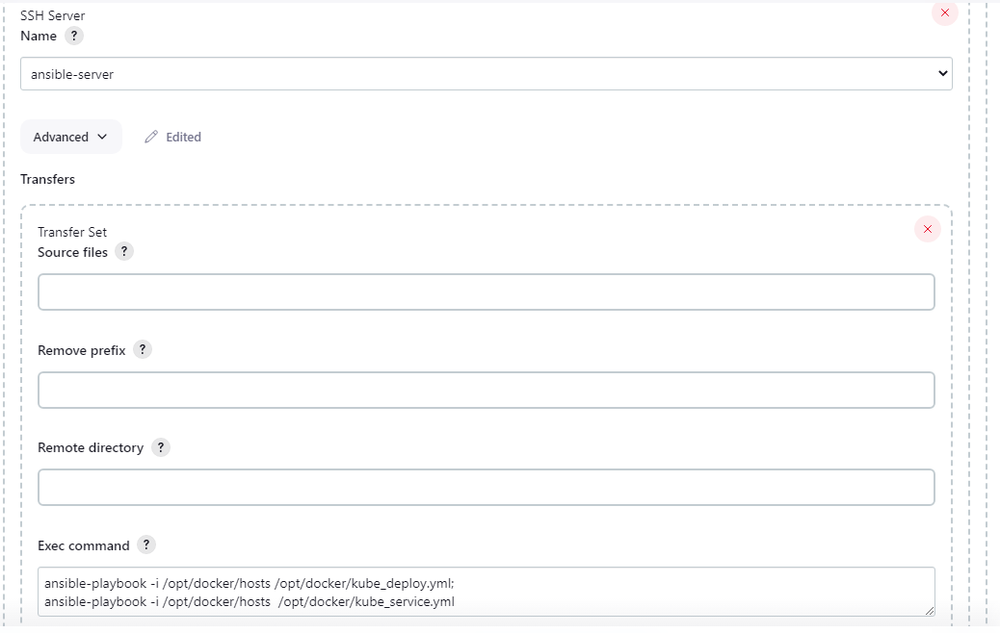 SSH Server
Name ?
ansible-server
Advanced Edited
Transfers
Transfer Set
Source files ?
Remove prefix ?
Remote directory ?
Exec command ?
ansible-playbook -i /opt/docker/hosts /opt/docker/kube_deploy.yml;
ansible-playbook -i /opt/docker/hosts  /opt/docker/kube_service.yml